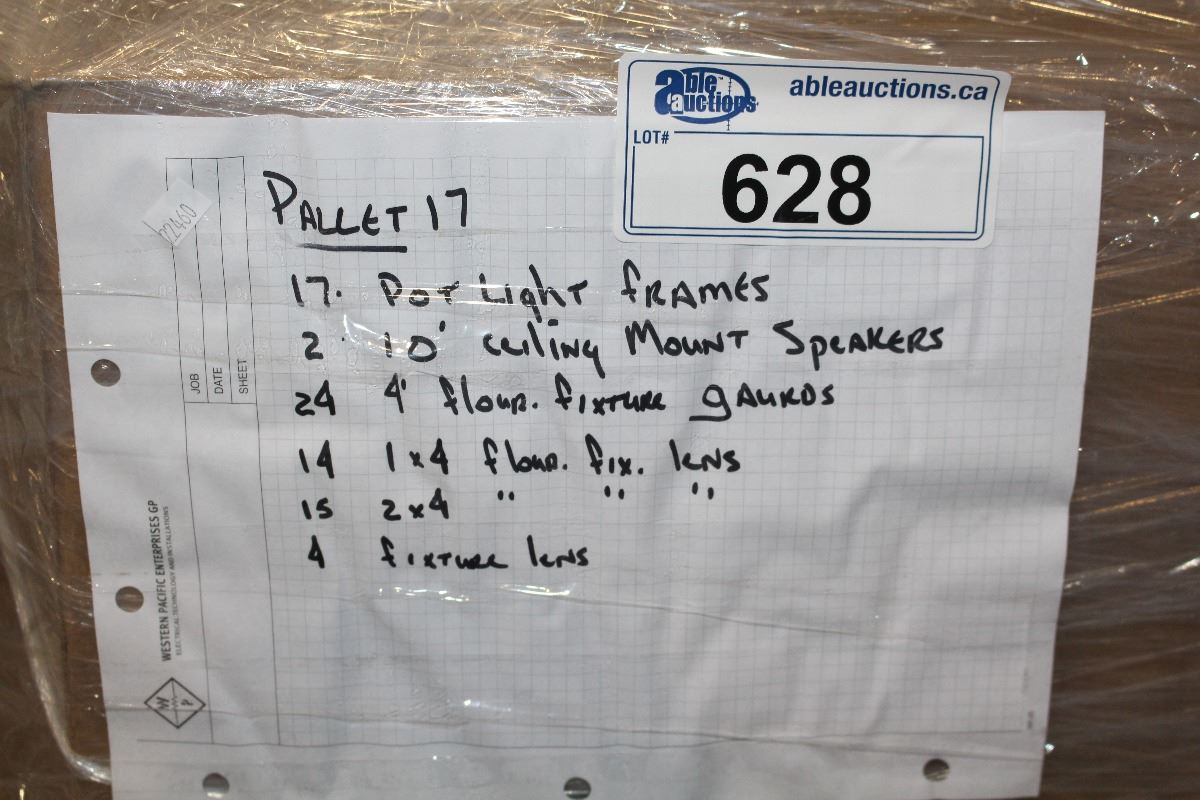 able auctions™
ableauctions.ca
LOT#
628
22460
PALLET 17
17. POT LIGHT FRAMES
2 10' ceiling MOUNT SPEAKERS
24 4' flour. fixture gAURDS
14 1x4 flour. fix. lens
15 2x4 " " "
4 fixture lens
JOB
DATE
SHEET
WESTERN PACIFIC ENTERPRISES GP
ELECTRICAL TECHNOLOGY AND INSTALLATIONS
W P